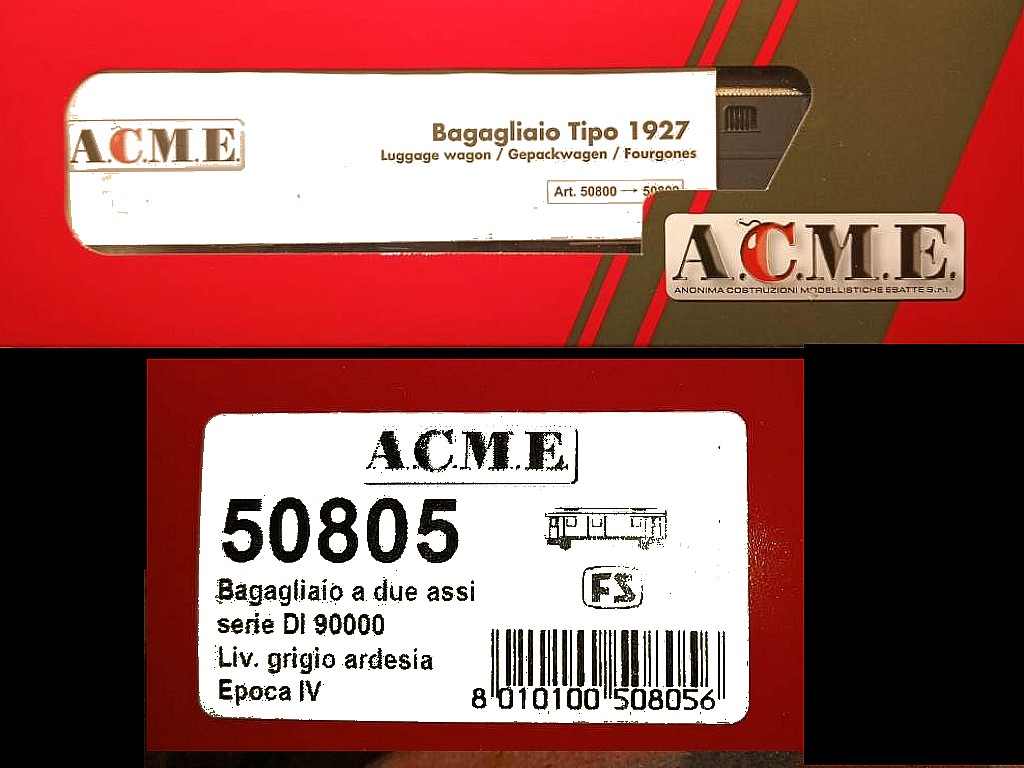 A.C.M.E.
Bagagliaio Tipo 1927
Luggage wagon / Gepackwagen / Fourgones
Art. 50800 → 50809
A.C.M.E.
ANONIMA COSTRUZIONI MODELLISTICHE ESATTE S.r.l.
A.C.M.E.
50805
Bagagliaio a due assi
serie DI 90000
Liv. grigio ardesia
Epoca IV
FS
8 010100 508056